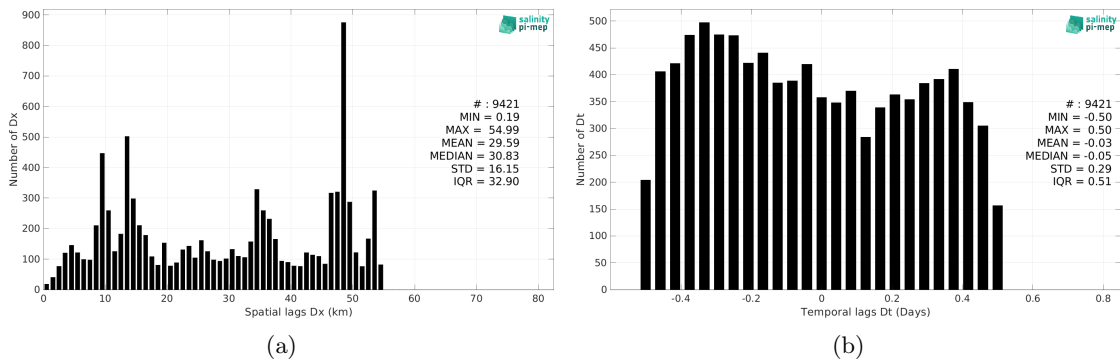 900
800
700
600
500
400
300
200
100
0
Number of Dx
0 10 20 30 40 50 60 70 80
Spatial lags Dx (km)
salinity
pi-mep
# : 9421
MIN = 0.19
MAX = 54.99
MEAN = 29.59
MEDIAN = 30.83
STD = 16.15
IQR = 32.90
(a)
500
450
400
350
300
250
200
150
100
50
0
Number of Dt
-0.4 -0.2 0 0.2 0.4 0.6 0.8
Temporal lags Dt (Days)
salinity
pi-mep
# : 9421
MIN = -0.50
MAX = 0.50
MEAN = -0.03
MEDIAN = -0.05
STD = 0.29
IQR = 0.51
(b)